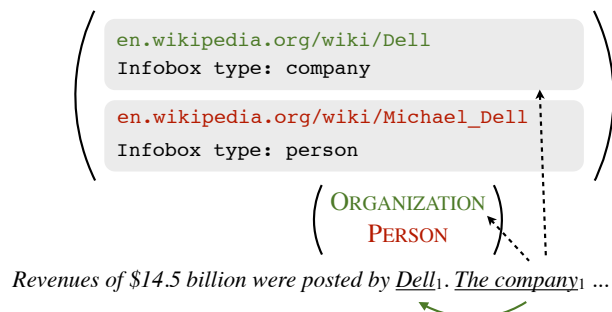 en.wikipedia.org/wiki/Dell
Infobox type: company
en.wikipedia.org/wiki/Michael_Dell
Infobox type: person
ORGANIZATION
PERSON
Revenues of $14.5 billion were posted by Dell₁. The company₁ ...